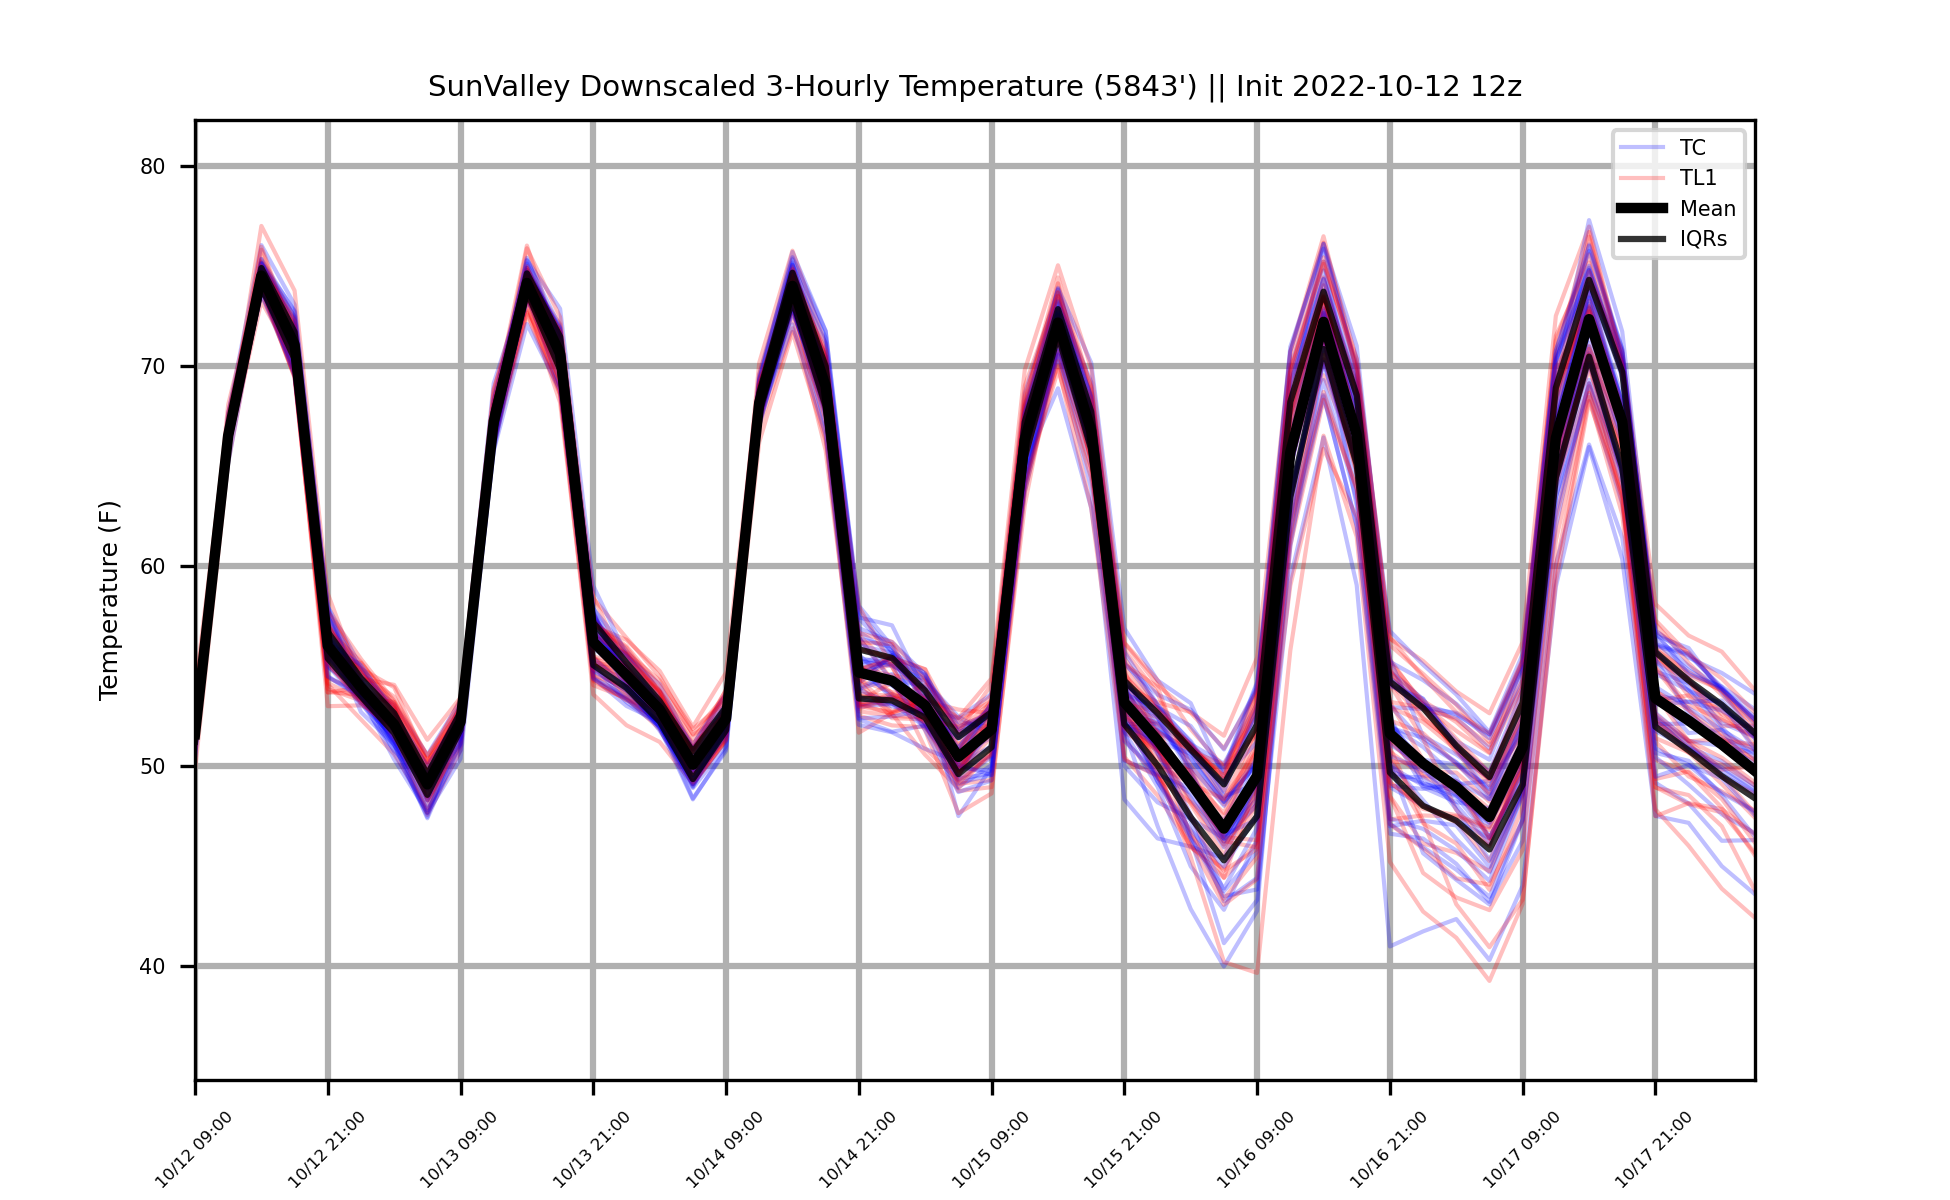 SunValley Downscaled 3-Hourly Temperature (5843') || Init 2022-10-12 12z
TC
TL1
Mean
IQRs
Temperature (F)
80
70
60
50
40
10/12 09:00
10/12 21:00
10/13 09:00
10/13 21:00
10/14 09:00
10/14 21:00
10/15 09:00
10/15 21:00
10/16 09:00
10/16 21:00
10/17 09:00
10/17 21:00